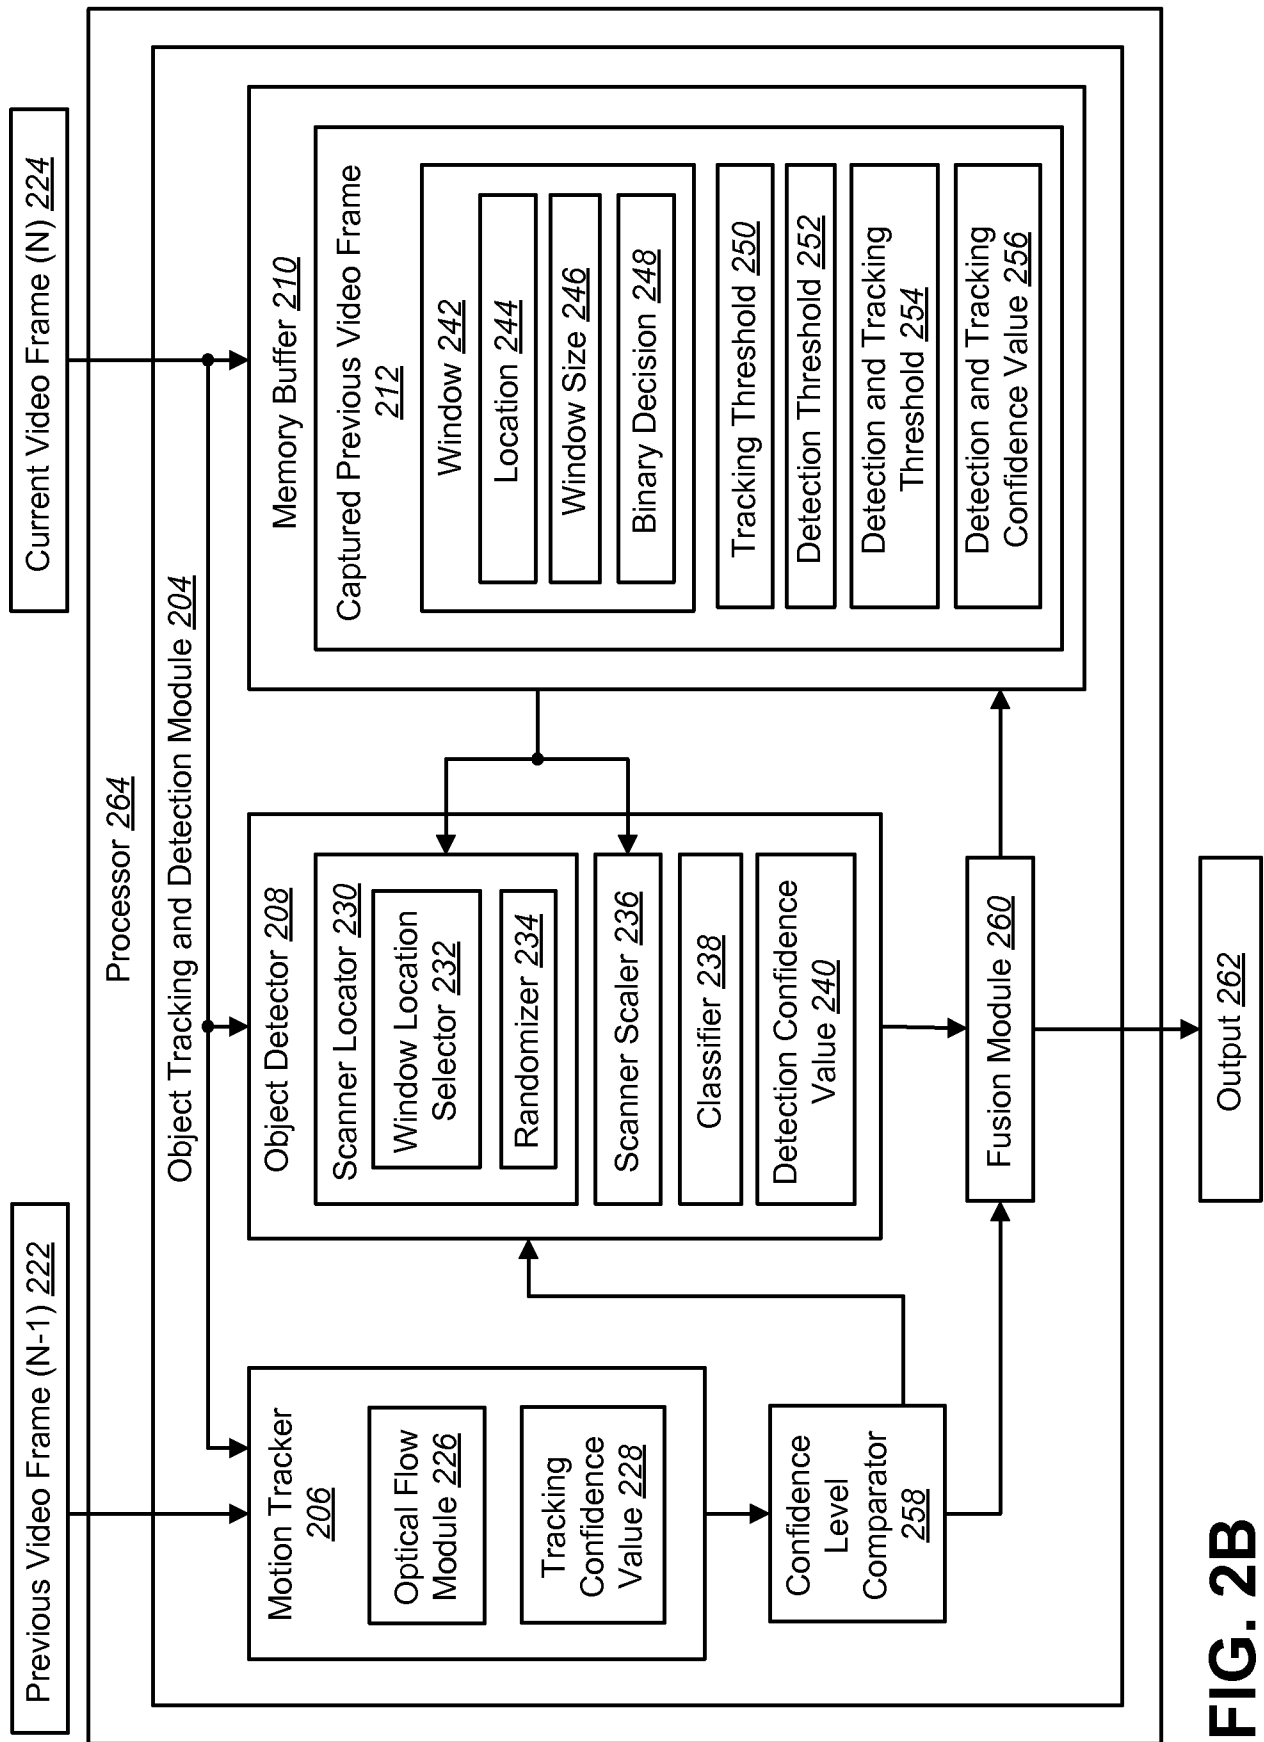 Previous Video Frame (N-1) 222
Current Video Frame (N) 224
Processor 264
Object Tracking and Detection Module 204
Motion Tracker
206
Optical Flow
Module 226
Tracking
Confidence
Value 228
Confidence
Level
Comparator
258
Object Detector 208
Scanner Locator 230
Window Location
Selector 232
Randomizer 234
Scanner Scaler 236
Classifier 238
Detection Confidence
Value 240
Fusion Module 260
Memory Buffer 210
Captured Previous Video Frame
212
Window 242
Location 244
Window Size 246
Binary Decision 248
Tracking Threshold 250
Detection Threshold 252
Detection and Tracking
Threshold 254
Detection and Tracking
Confidence Value 256
Output 262
FIG. 2B